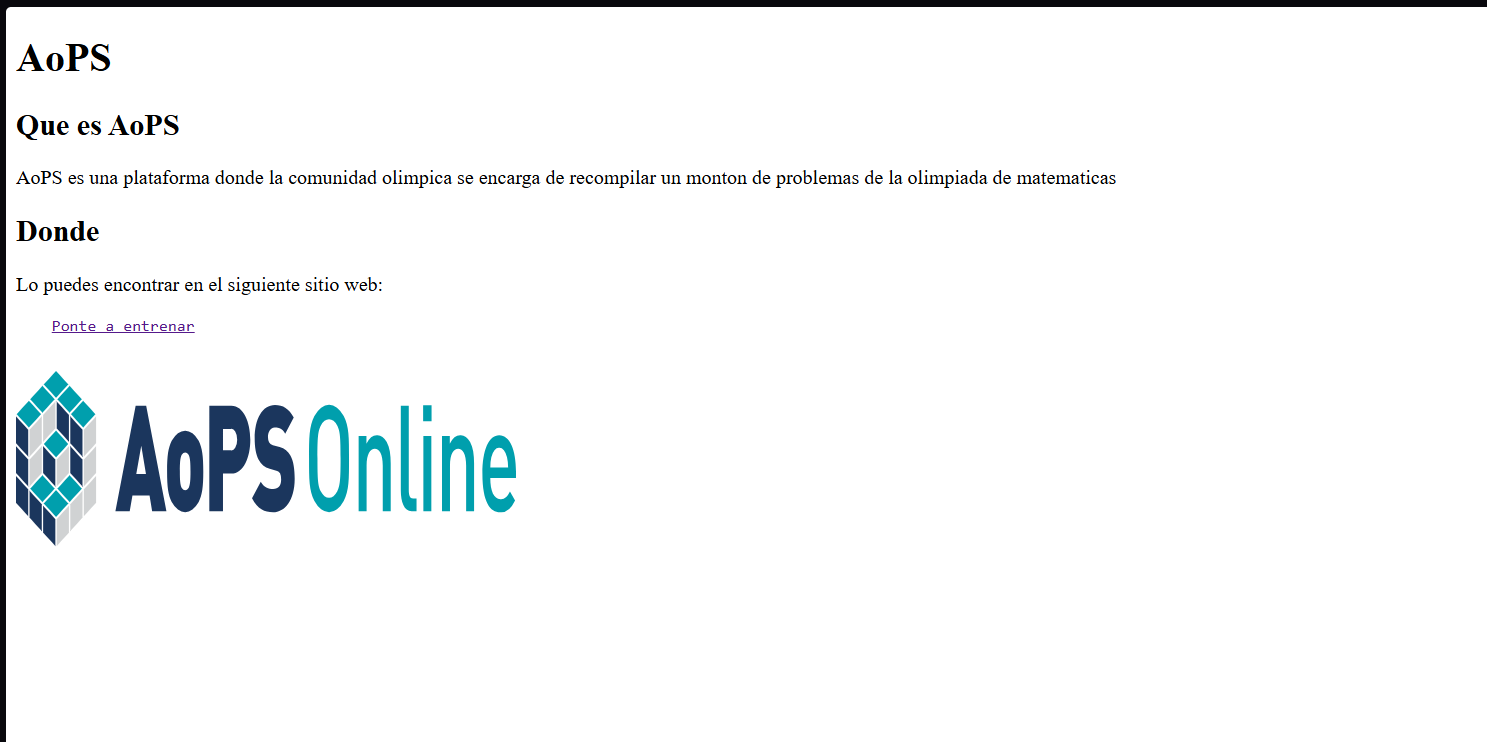 AoPS
Que es AoPS
AoPS es una plataforma donde la comunidad olimpica se encarga de recompilar un monton de problemas de la olimpiada de matematicas
Donde
Lo puedes encontrar en el siguiente sitio web:
Ponte a entrenar
AoPS Online